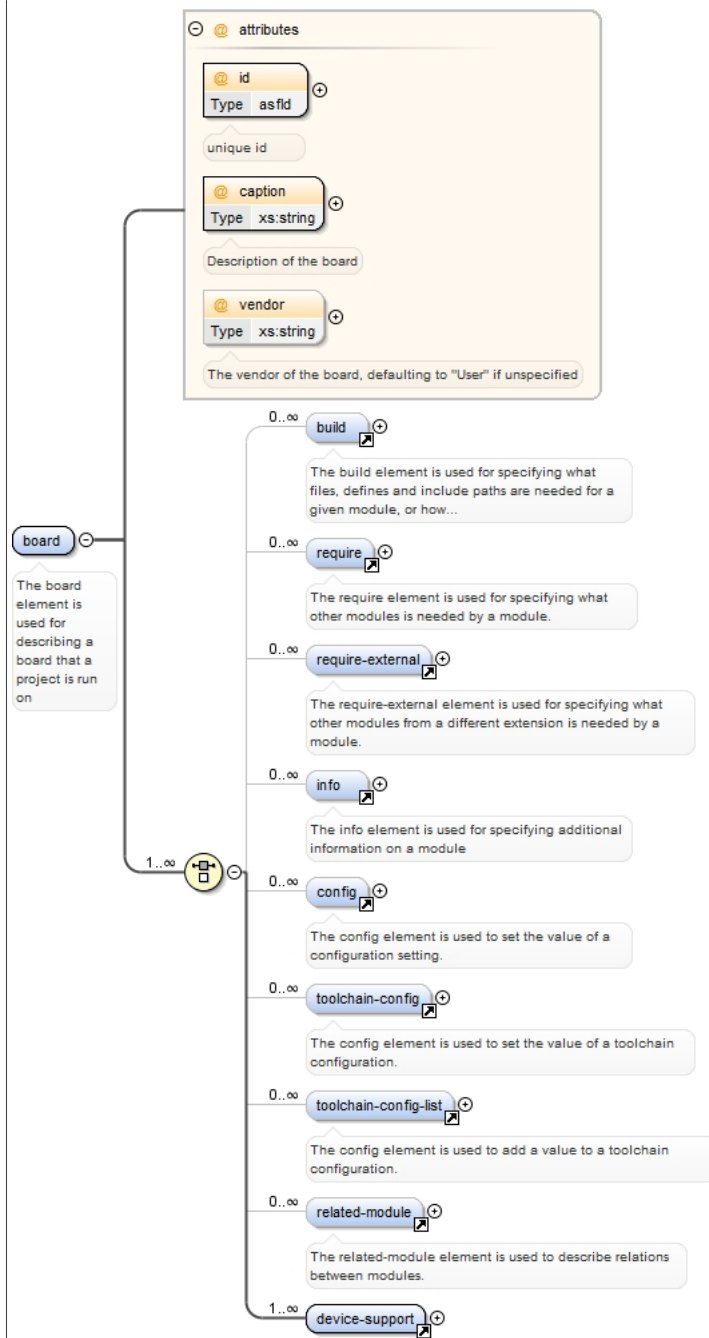 attributes
@ id
Type asfId
unique id
@ caption
Type xs:string
Description of the board
@ vendor
Type xs:string
The vendor of the board, defaulting to "User" if unspecified
board
The board
element is
used for
describing a
board that a
project is run
on
1..∞
0..∞
build
The build element is used for specifying what
files, defines and include paths are needed for a
given module, or how...
0..∞
require
The require element is used for specifying what
other modules is needed by a module.
0..∞
require-external
The require-external element is used for specifying what
other modules from a different extension is needed by a
module.
0..∞
info
The info element is used for specifying additional
information on a module
0..∞
config
The config element is used to set the value of a
configuration setting.
0..∞
toolchain-config
The config element is used to set the value of a toolchain
configuration.
0..∞
toolchain-config-list
The config element is used to add a value to a toolchain
configuration.
0..∞
related-module
The related-module element is used to describe relations
between modules.
1..∞
device-support